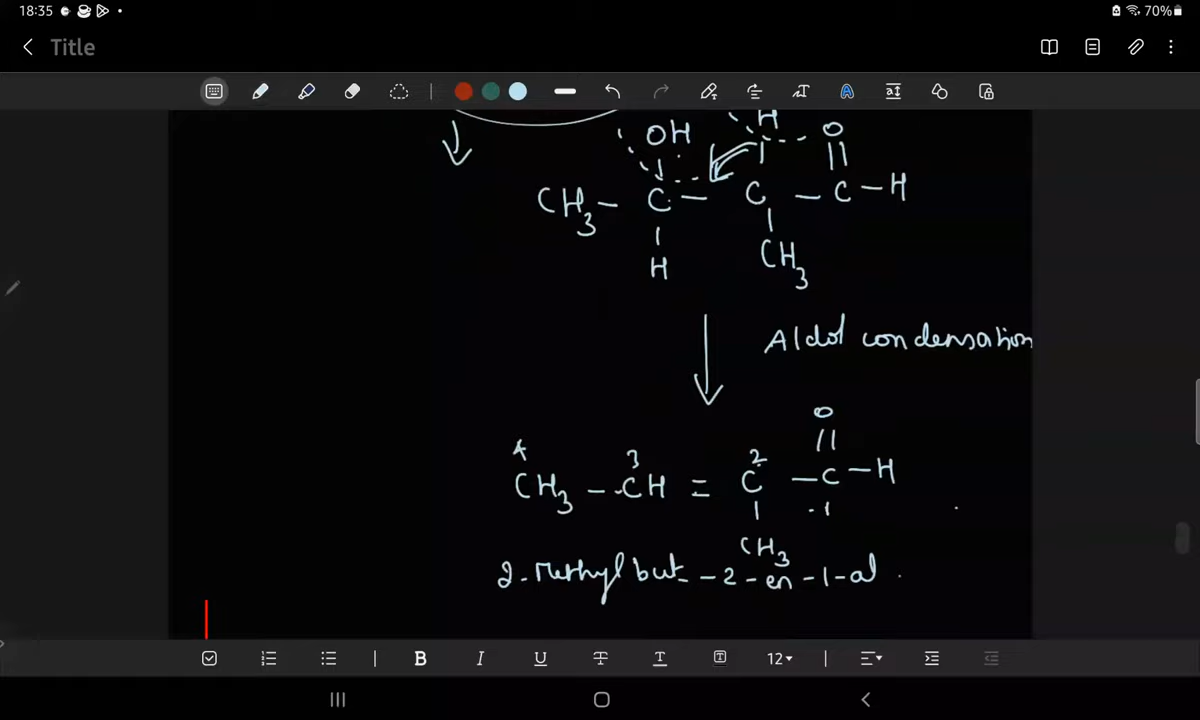 18:35
70%
Title
H
OH
O
CH3 - C - C - C - H
H
CH3
Aldol condensation
O
4 3 2
CH3 - CH = C - C - H
1
CH3
2-Methyl but - 2 - en - 1 - al
B I U T T 12